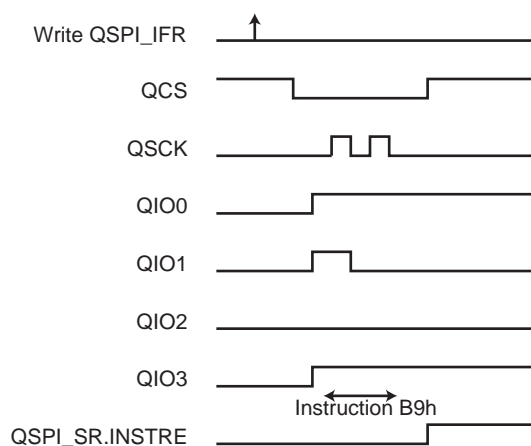 Write QSPI_IFR
QCS
QSCK
QIO0
QIO1
QIO2
QIO3
Instruction B9h
QSPI_SR.INSTRE